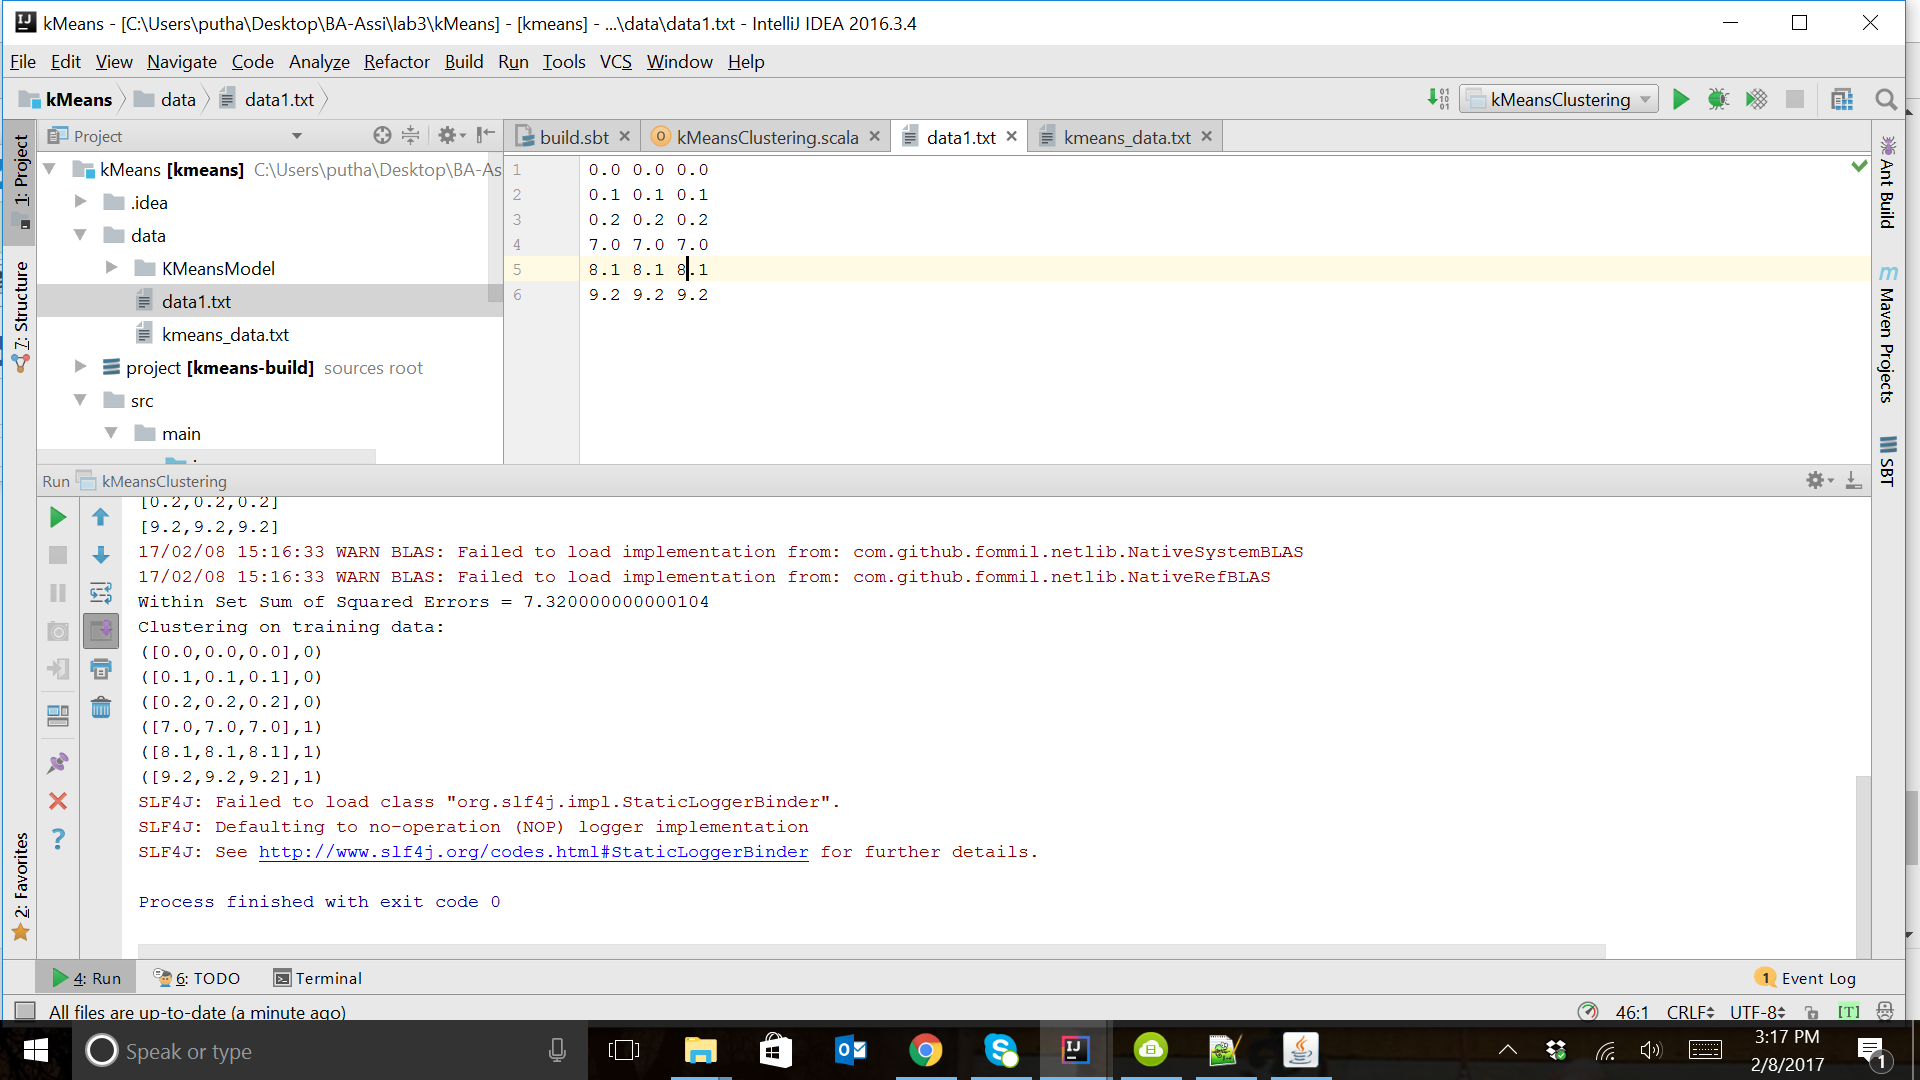 kMeans - [C:\Users\putha\Desktop\BA-Assi\lab3\kMeans] - [kmeans] - ...\data\data1.txt - IntelliJ IDEA 2016.3.4
File Edit View Navigate Code Analyze Refactor Build Run Tools VCS Window Help
kMeans data data1.txt kMeansClustering
Project
build.sbt kMeansClustering.scala data1.txt kmeans_data.txt
1: Project
7: Structure
2: Favorites
kMeans [kmeans] C:\Users\putha\Desktop\BA-As
.idea
data
KMeansModel
data1.txt
kmeans_data.txt
project [kmeans-build] sources root
src
main
1 0.0 0.0 0.0
2 0.1 0.1 0.1
3 0.2 0.2 0.2
4 7.0 7.0 7.0
5 8.1 8.1 8.1
6 9.2 9.2 9.2
Ant Build
Maven Projects
SBT
Run kMeansClustering
[0.2,0.2,0.2]
[9.2,9.2,9.2]
17/02/08 15:16:33 WARN BLAS: Failed to load implementation from: com.github.fommil.netlib.NativeSystemBLAS
17/02/08 15:16:33 WARN BLAS: Failed to load implementation from: com.github.fommil.netlib.NativeRefBLAS
Within Set Sum of Squared Errors = 7.320000000000104
Clustering on training data:
([0.0,0.0,0.0],0)
([0.1,0.1,0.1],0)
([0.2,0.2,0.2],0)
([7.0,7.0,7.0],1)
([8.1,8.1,8.1],1)
([9.2,9.2,9.2],1)
SLF4J: Failed to load class "org.slf4j.impl.StaticLoggerBinder".
SLF4J: Defaulting to no-operation (NOP) logger implementation
SLF4J: See http://www.slf4j.org/codes.html#StaticLoggerBinder for further details.
Process finished with exit code 0
4: Run 6: TODO Terminal 1 Event Log
All files are up-to-date (a minute ago) 46:1 CRLF UTF-8 [T]
Speak or type
3:17 PM
2/8/2017
1